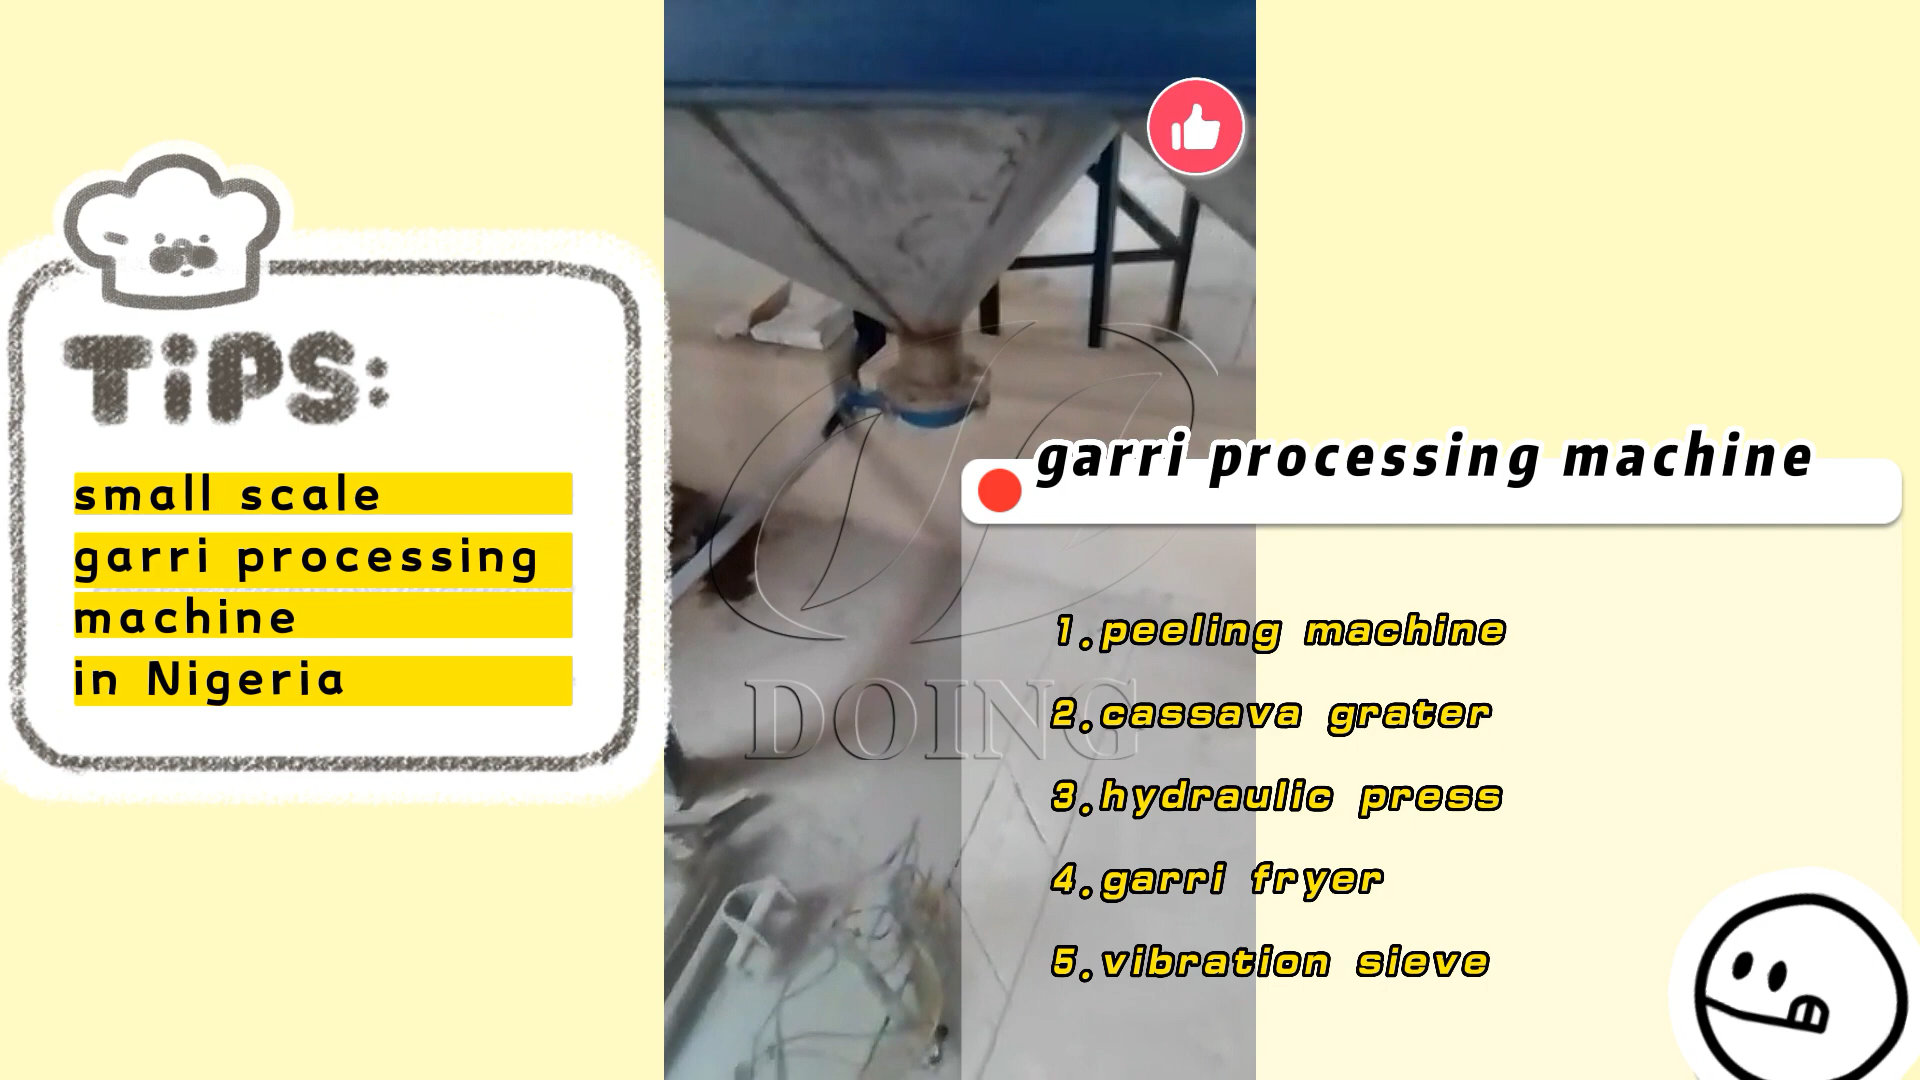 TiPS:
small scale
garri processing
machine
in Nigeria
garri processing machine
1.peeling machine
2.cassava grater
3.hydraulic press
4.garri fryer
5.vibration sieve
DOING